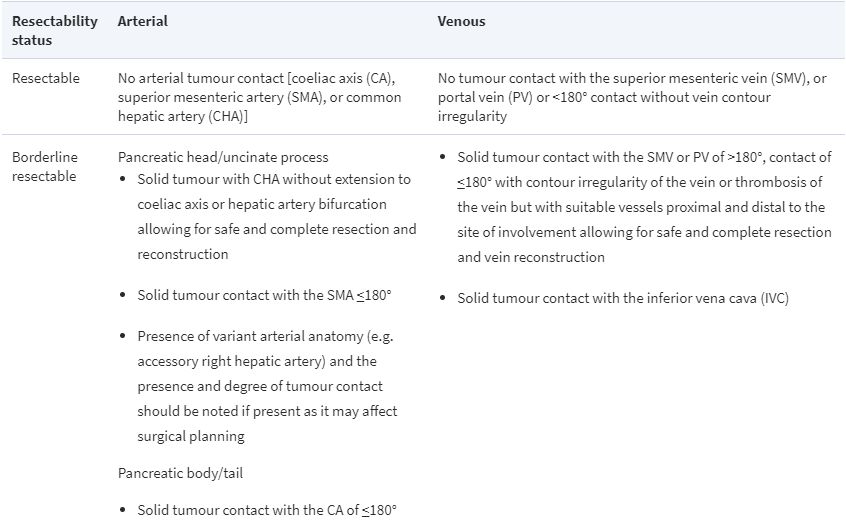 Resectability status
Arterial
Venous
Resectable
No arterial tumour contact [coeliac axis (CA),
superior mesenteric artery (SMA), or common
hepatic artery (CHA)]
No tumour contact with the superior mesenteric vein (SMV), or
portal vein (PV) or <180° contact without vein contour
irregularity
Borderline
resectable
Pancreatic head/uncinate process
• Solid tumour with CHA without extension to
coeliac axis or hepatic artery bifurcation
allowing for safe and complete resection and
reconstruction
• Solid tumour contact with the SMA ≤180°
• Presence of variant arterial anatomy (e.g.
accessory right hepatic artery) and the
presence and degree of tumour contact
should be noted if present as it may affect
surgical planning
Pancreatic body/tail
• Solid tumour contact with the CA of ≤180°
• Solid tumour contact with the SMV or PV of >180°, contact of
≤180° with contour irregularity of the vein or thrombosis of
the vein but with suitable vessels proximal and distal to the
site of involvement allowing for safe and complete resection
and vein reconstruction
• Solid tumour contact with the inferior vena cava (IVC)